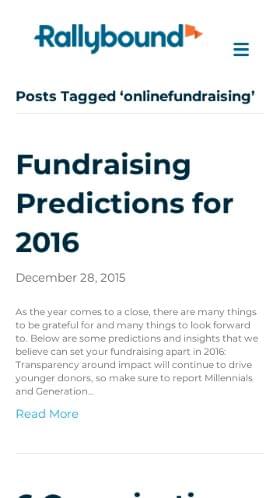 Rallybound
Posts Tagged ‘onlinefundraising’
Fundraising
Predictions for
2016
December 28, 2015
As the year comes to a close, there are many things
to be grateful for and many things to look forward
to. Below are some predictions and insights that we
believe can set your fundraising apart in 2016:
Transparency around impact will continue to drive
younger donors, so make sure to report Millennials
and Generation...
Read More